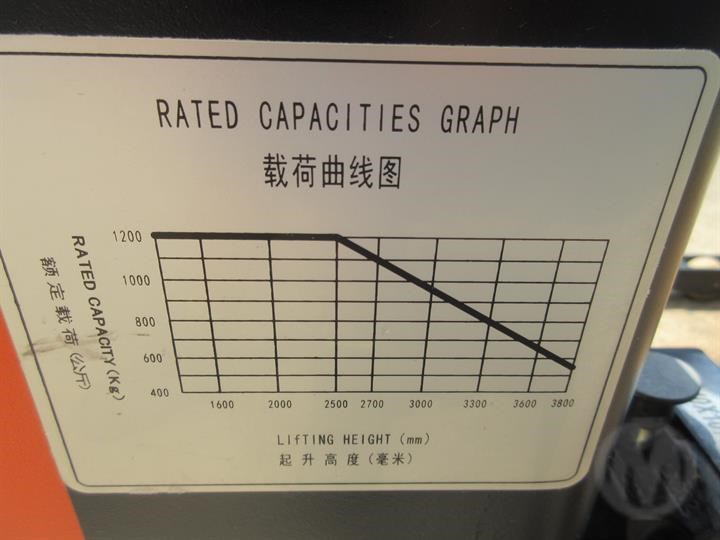 RATED CAPACITIES GRAPH
载荷曲线图
RATED CAPACITY(Kg)
额定载荷(公斤)
1200
1000
800
600
400
1600 2000 2500 2700 3000 3300 3600 3800
LIfTING HEIGHT (mm)
起升高度(毫米)